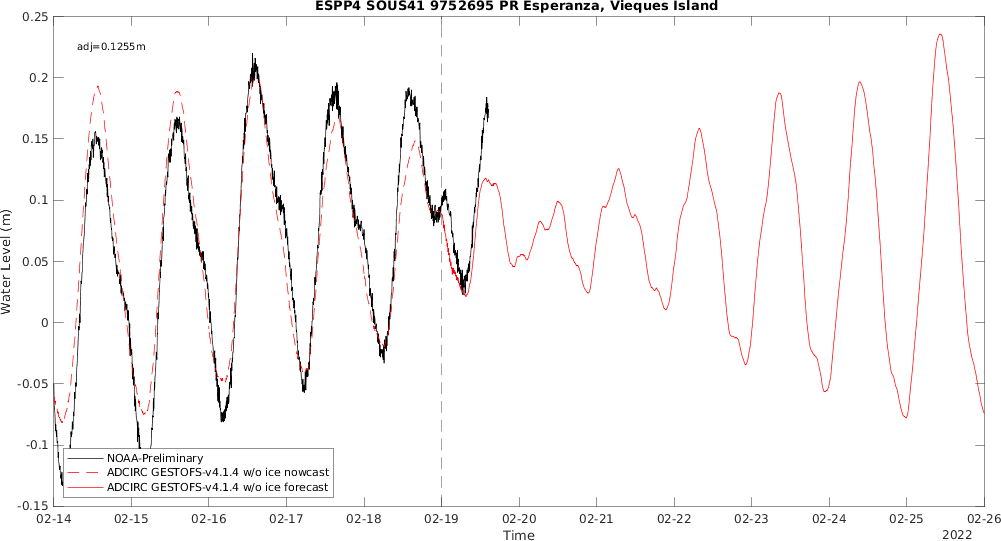 ESPP4 SOUS41 9752695 PR Esperanza, Vieques Island
0.25
adj=0.1255m
0.2
0.15
0.1
0.05
0
-0.05
-0.1
-0.15
Water Level (m)
NOAA-Preliminary
ADCIRC GESTOFS-v4.1.4 w/o ice nowcast
ADCIRC GESTOFS-v4.1.4 w/o ice forecast
02-14 02-15 02-16 02-17 02-18 02-19 02-20 02-21 02-22 02-23 02-24 02-25 02-26
Time
2022